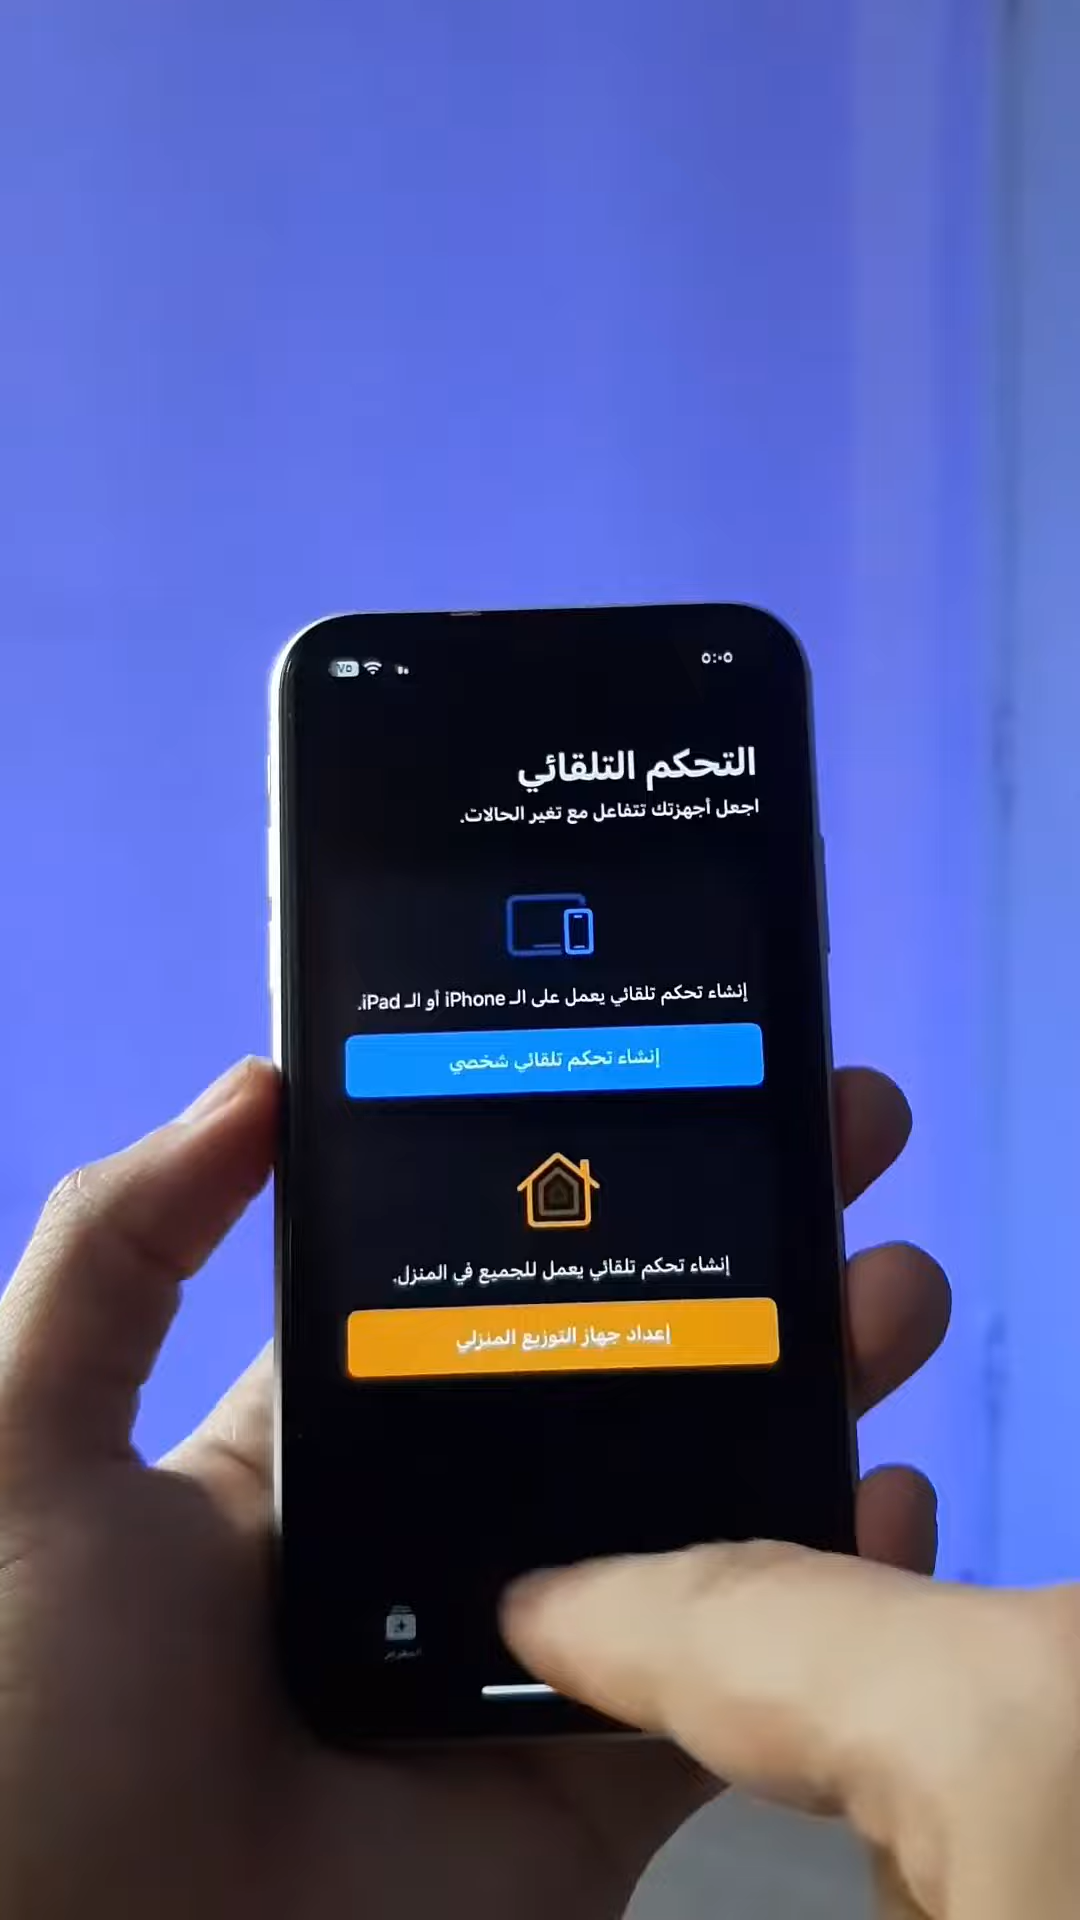 ٥:٠٥
٧٥
التحكم التلقائي
اجعل أجهزتك تتفاعل مع تغير الحالات.
إنشاء تحكم تلقائي يعمل على الـ iPhone أو الـ iPad.
إنشاء تحكم تلقائي شخصي
إنشاء تحكم تلقائي يعمل للجميع في المنزل.
إعداد جهاز التوزيع المنزلي